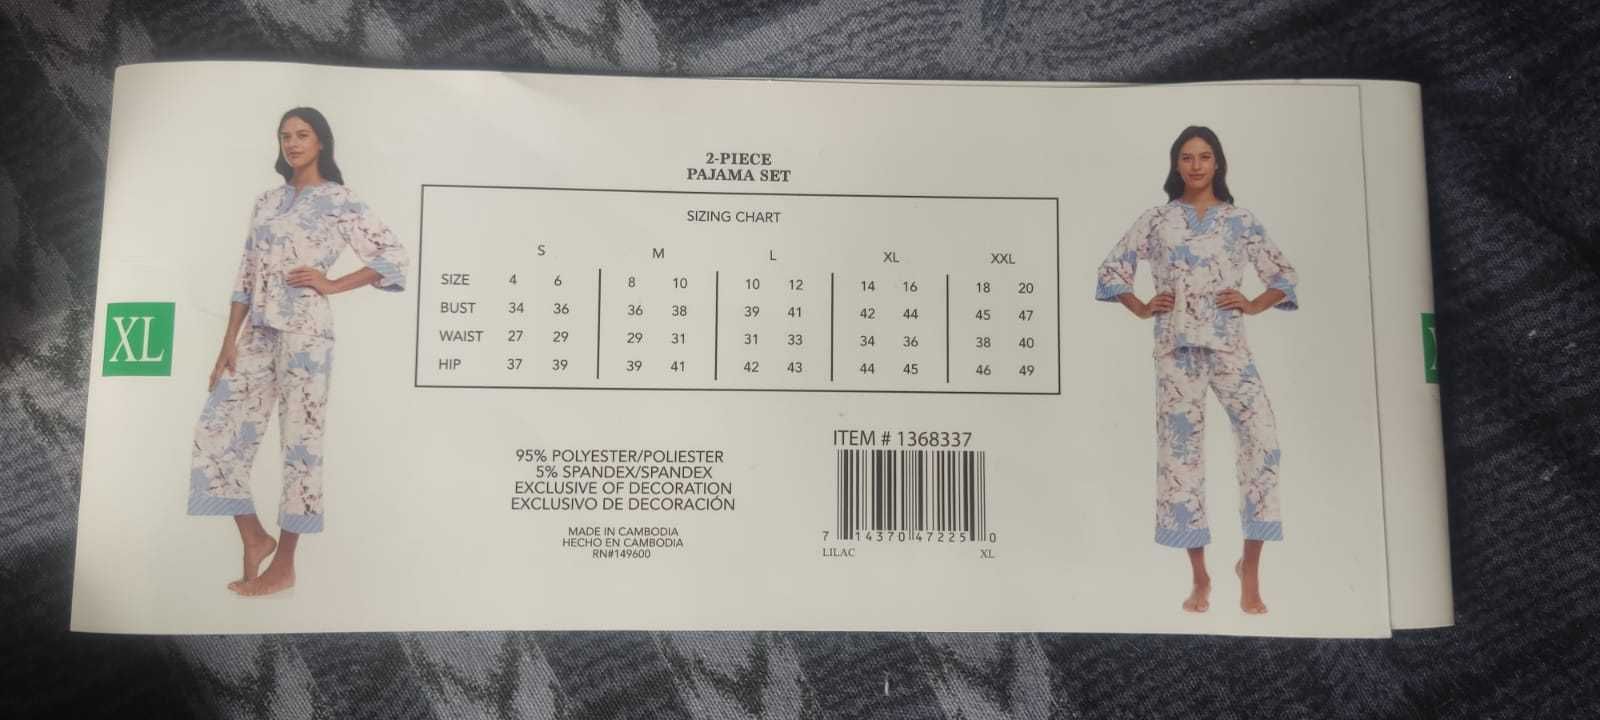 XL
2-PIECE
PAJAMA SET
SIZING CHART
S M L XL XXL
SIZE 4 6 8 10 10 12 14 16 18 20
BUST 34 36 36 38 39 41 42 44 45 47
WAIST 27 29 29 31 31 33 34 36 38 40
HIP 37 39 39 41 42 43 44 45 46 49
95% POLYESTER/POLIESTER
5% SPANDEX/SPANDEX
EXCLUSIVE OF DECORATION
EXCLUSIVO DE DECORACIÓN
MADE IN CAMBODIA
HECHO EN CAMBODIA
RN#149600
ITEM # 1368337
7 14370 47225 0
LILAC XL